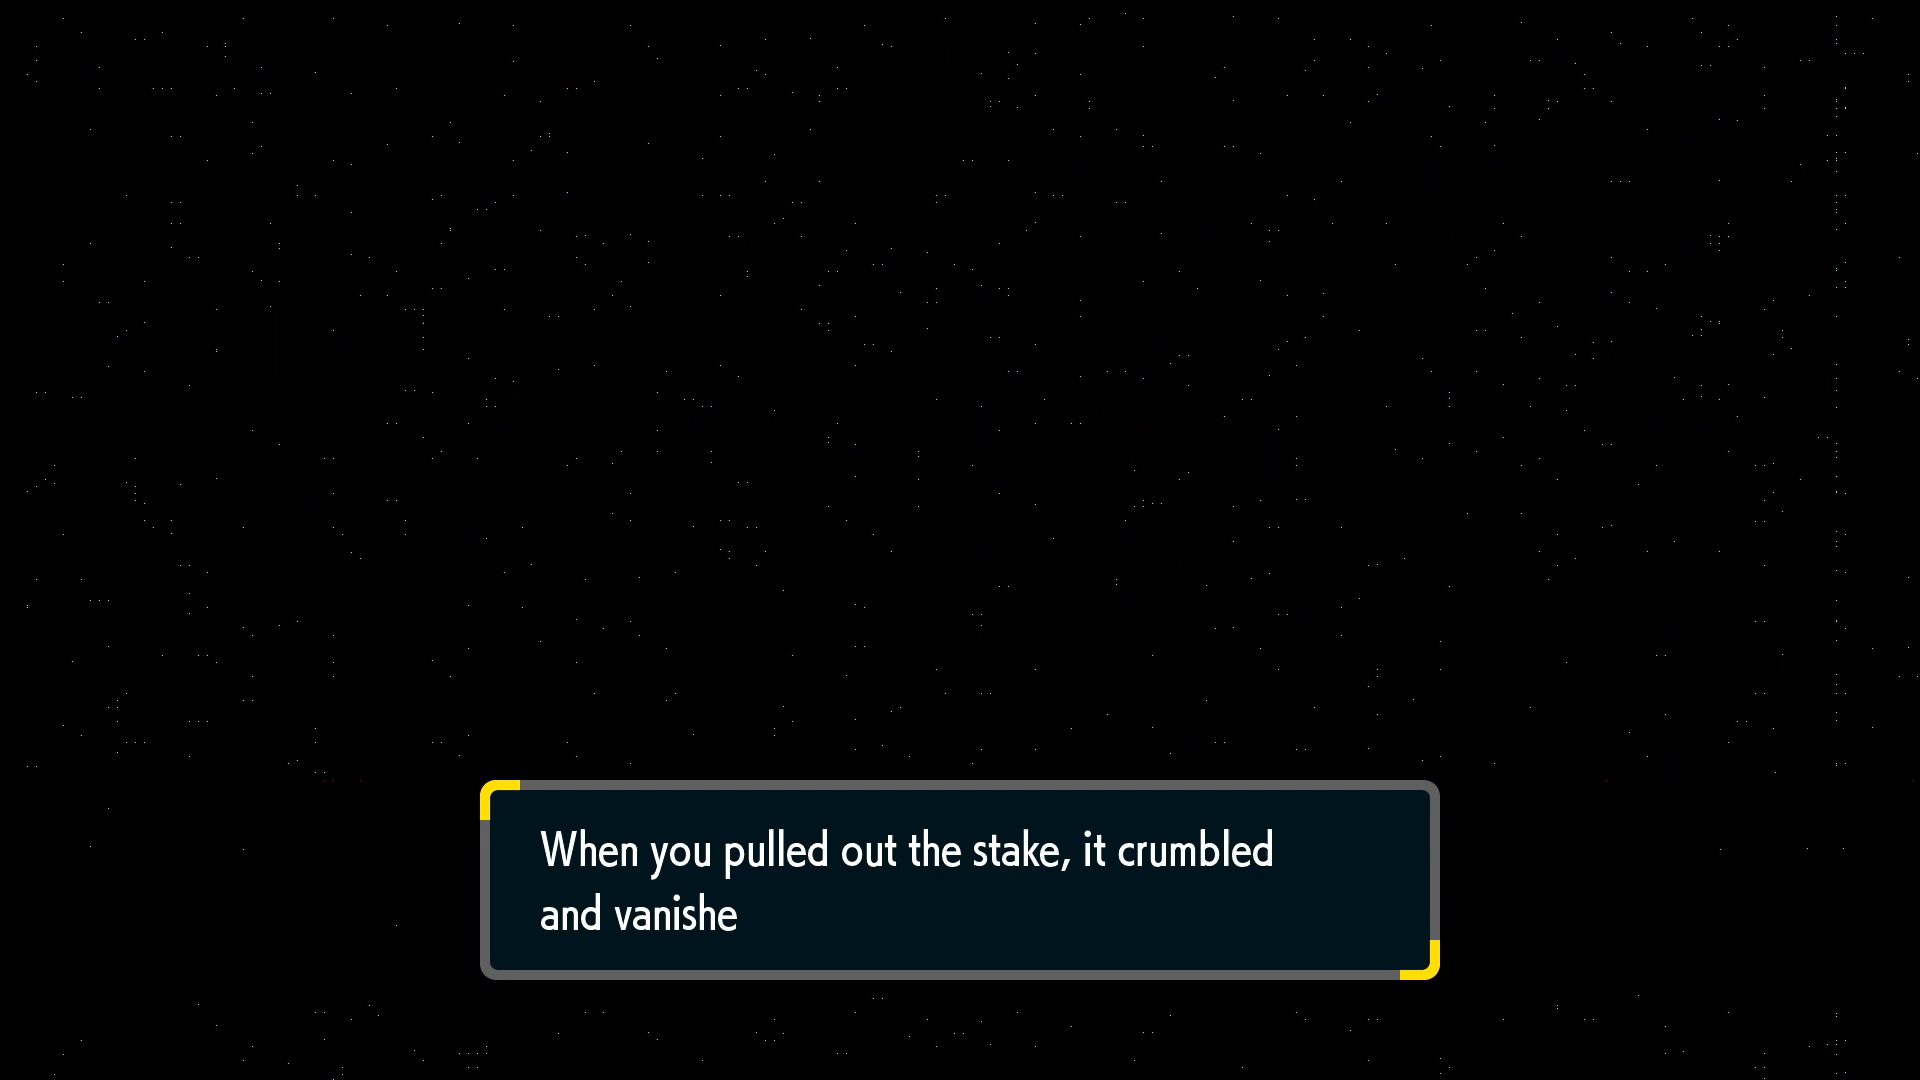 When you pulled out the stake, it crumbled
and vanishe